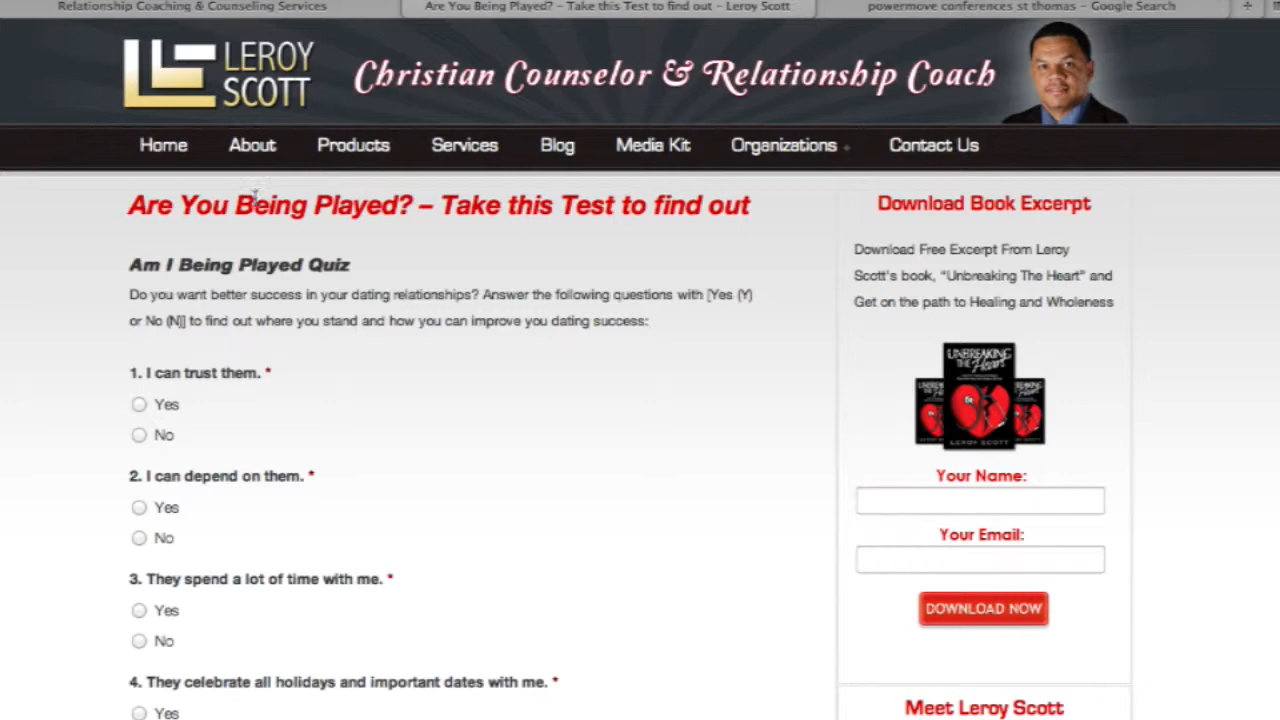 Relationship Coaching & Counseling Services
Are You Being Played? – Take this Test to find out – Leroy Scott
powermove conferences st thomas – Google Search
LEROY
SCOTT
Christian Counselor & Relationship Coach
Home
About
Products
Services
Blog
Media Kit
Organizations
Contact Us
Are You Being Played? – Take this Test to find out
Am I Being Played Quiz
Do you want better success in your dating relationships? Answer the following questions with [Yes (Y)
or No (N)] to find out where you stand and how you can improve you dating success:
1. I can trust them. *
Yes
No
2. I can depend on them. *
Yes
No
3. They spend a lot of time with me. *
Yes
No
4. They celebrate all holidays and important dates with me. *
Yes
Download Book Excerpt
Download Free Excerpt From Leroy
Scott's book, "Unbreaking The Heart" and
Get on the path to Healing and Wholeness
UNBREAKING
THE Heart
LEROY SCOTT
Your Name:
Your Email:
DOWNLOAD NOW
Meet Leroy Scott